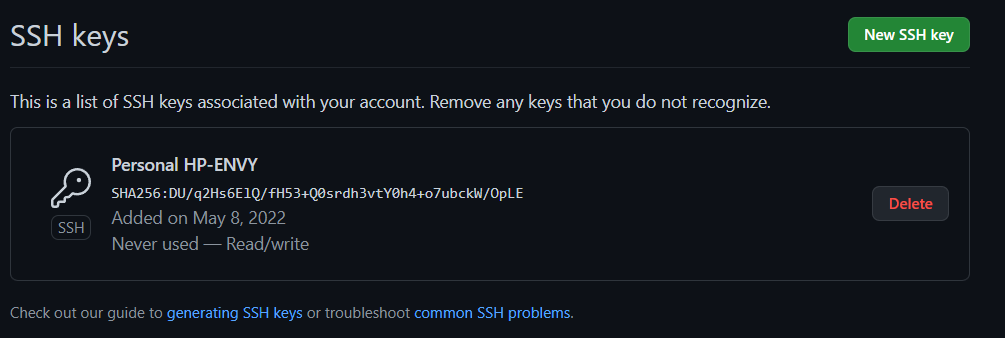 SSH keys
New SSH key
This is a list of SSH keys associated with your account. Remove any keys that you do not recognize.
Personal HP-ENVY
SHA256:DU/q2Hs6ElQ/fH53+Q0srdh3vtY0h4+o7ubckW/OpLE
Added on May 8, 2022
Never used — Read/write
SSH
Delete
Check out our guide to generating SSH keys or troubleshoot common SSH problems.